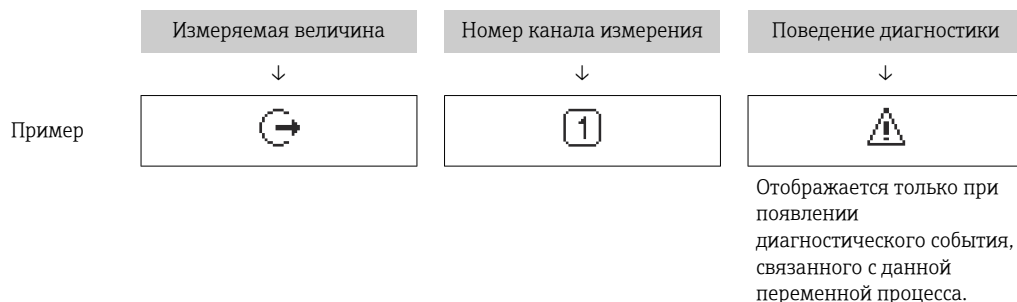 Измеряемая величина
Номер канала измерения
Поведение диагностики
↓
↓
↓
Пример
1
Отображается только при
появлении
диагностического события,
связанного с данной
переменной процесса.